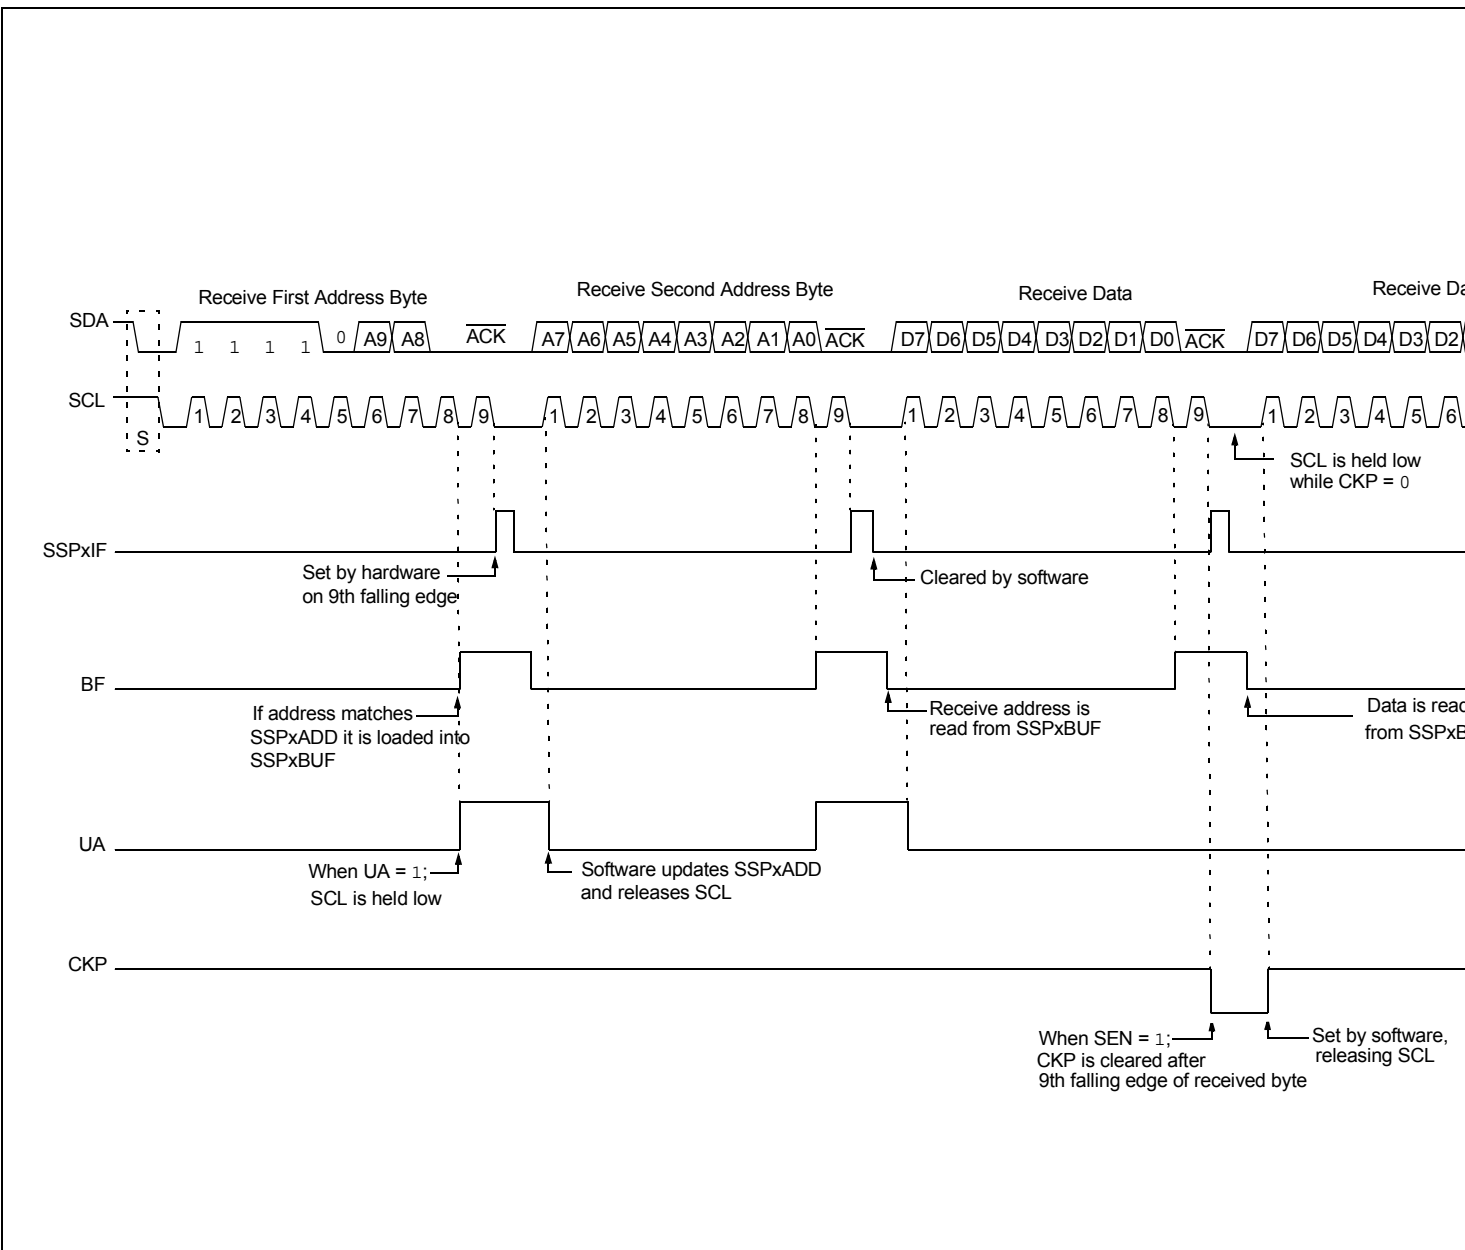 Receive First Address Byte
Receive Second Address Byte
Receive Data
Receive Da
SDA
1 1 1 1 0 A9 A8 ACK A7 A6 A5 A4 A3 A2 A1 A0 ACK D7 D6 D5 D4 D3 D2 D1 D0 ACK D7 D6 D5 D4 D3 D2
SCL
1 2 3 4 5 6 7 8 9 1 2 3 4 5 6 7 8 9 1 2 3 4 5 6 7 8 9 1 2 3 4 5 6
S
SCL is held low
while CKP = 0
SSPxIF
Set by hardware
on 9th falling edge
Cleared by software
BF
If address matches
SSPxADD it is loaded into
SSPxBUF
Receive address is
read from SSPxBUF
Data is read
from SSPxB
UA
When UA = 1;
SCL is held low
Software updates SSPxADD
and releases SCL
CKP
When SEN = 1;
CKP is cleared after
9th falling edge of received byte
Set by software,
releasing SCL